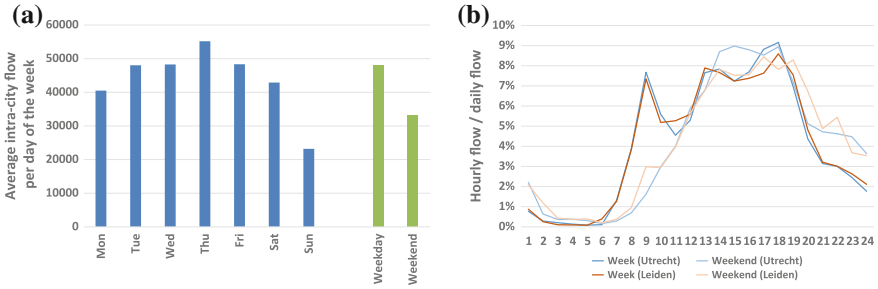 (a)
Average intra-city flow
per day of the week
60000
50000
40000
30000
20000
10000
0
Mon
Tue
Wed
Thu
Fri
Sat
Sun
Weekday
Weekend
(b)
Hourly flow / daily flow
10%
9%
8%
7%
6%
5%
4%
3%
2%
1%
0%
1 2 3 4 5 6 7 8 9 10 11 12 13 14 15 16 17 18 19 20 21 22 23 24
Week (Utrecht) Weekend (Utrecht)
Week (Leiden) Weekend (Leiden)